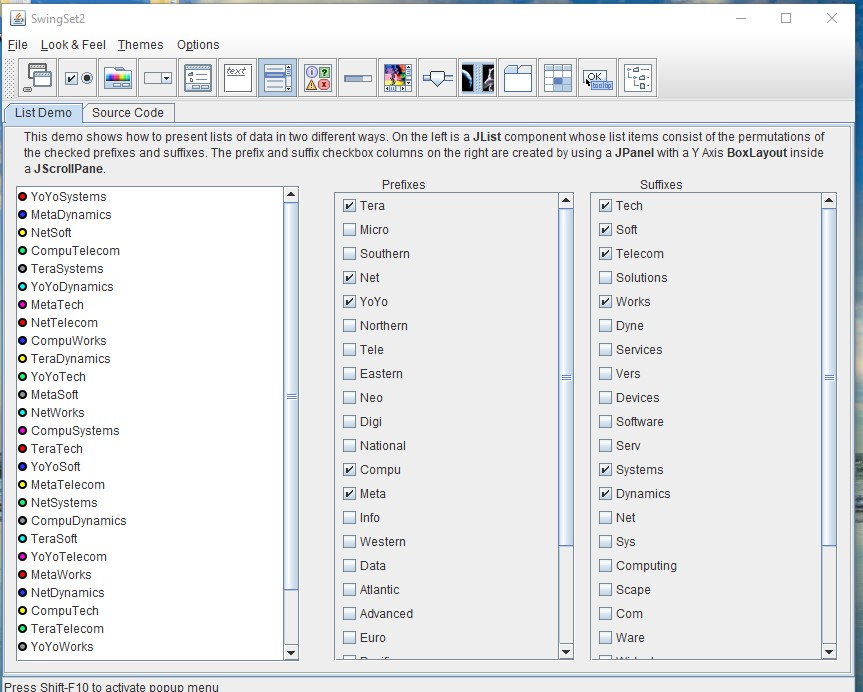 SwingSet2
File Look & Feel Themes Options
text
OK
tooltip
List Demo Source Code
This demo shows how to present lists of data in two different ways. On the left is a JList component whose list items consist of the permutations of
the checked prefixes and suffixes. The prefix and suffix checkbox columns on the right are created by using a JPanel with a Y Axis BoxLayout inside
a JScrollPane.
YoYoSystems
MetaDynamics
NetSoft
CompuTelecom
TeraSystems
YoYoDynamics
MetaTech
NetTelecom
CompuWorks
TeraDynamics
YoYoTech
MetaSoft
NetWorks
CompuSystems
TeraTech
YoYoSoft
MetaTelecom
NetSystems
CompuDynamics
TeraSoft
YoYoTelecom
MetaWorks
NetDynamics
CompuTech
TeraTelecom
YoYoWorks
Prefixes
Tera
Micro
Southern
Net
YoYo
Northern
Tele
Eastern
Neo
Digi
National
Compu
Meta
Info
Western
Data
Atlantic
Advanced
Euro
Suffixes
Tech
Soft
Telecom
Solutions
Works
Dyne
Services
Vers
Devices
Software
Serv
Systems
Dynamics
Net
Sys
Computing
Scape
Com
Ware
Press Shift-F10 to activate popup menu